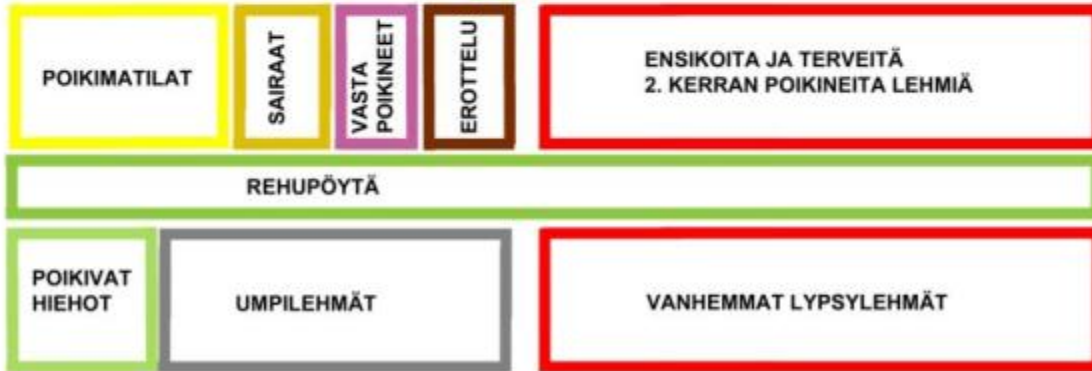 POIKIMATILAT
SAIRAAT
VASTA
POIKINEET
EROTTELU
ENSIKOITA JA TERVEITÄ
2. KERRAN POIKINEITA LEHMIÄ
REHUPÖYTÄ
POIKIVAT
HIEHOT
UMPILEHMÄT
VANHEMMAT LYPSYLEHMÄT